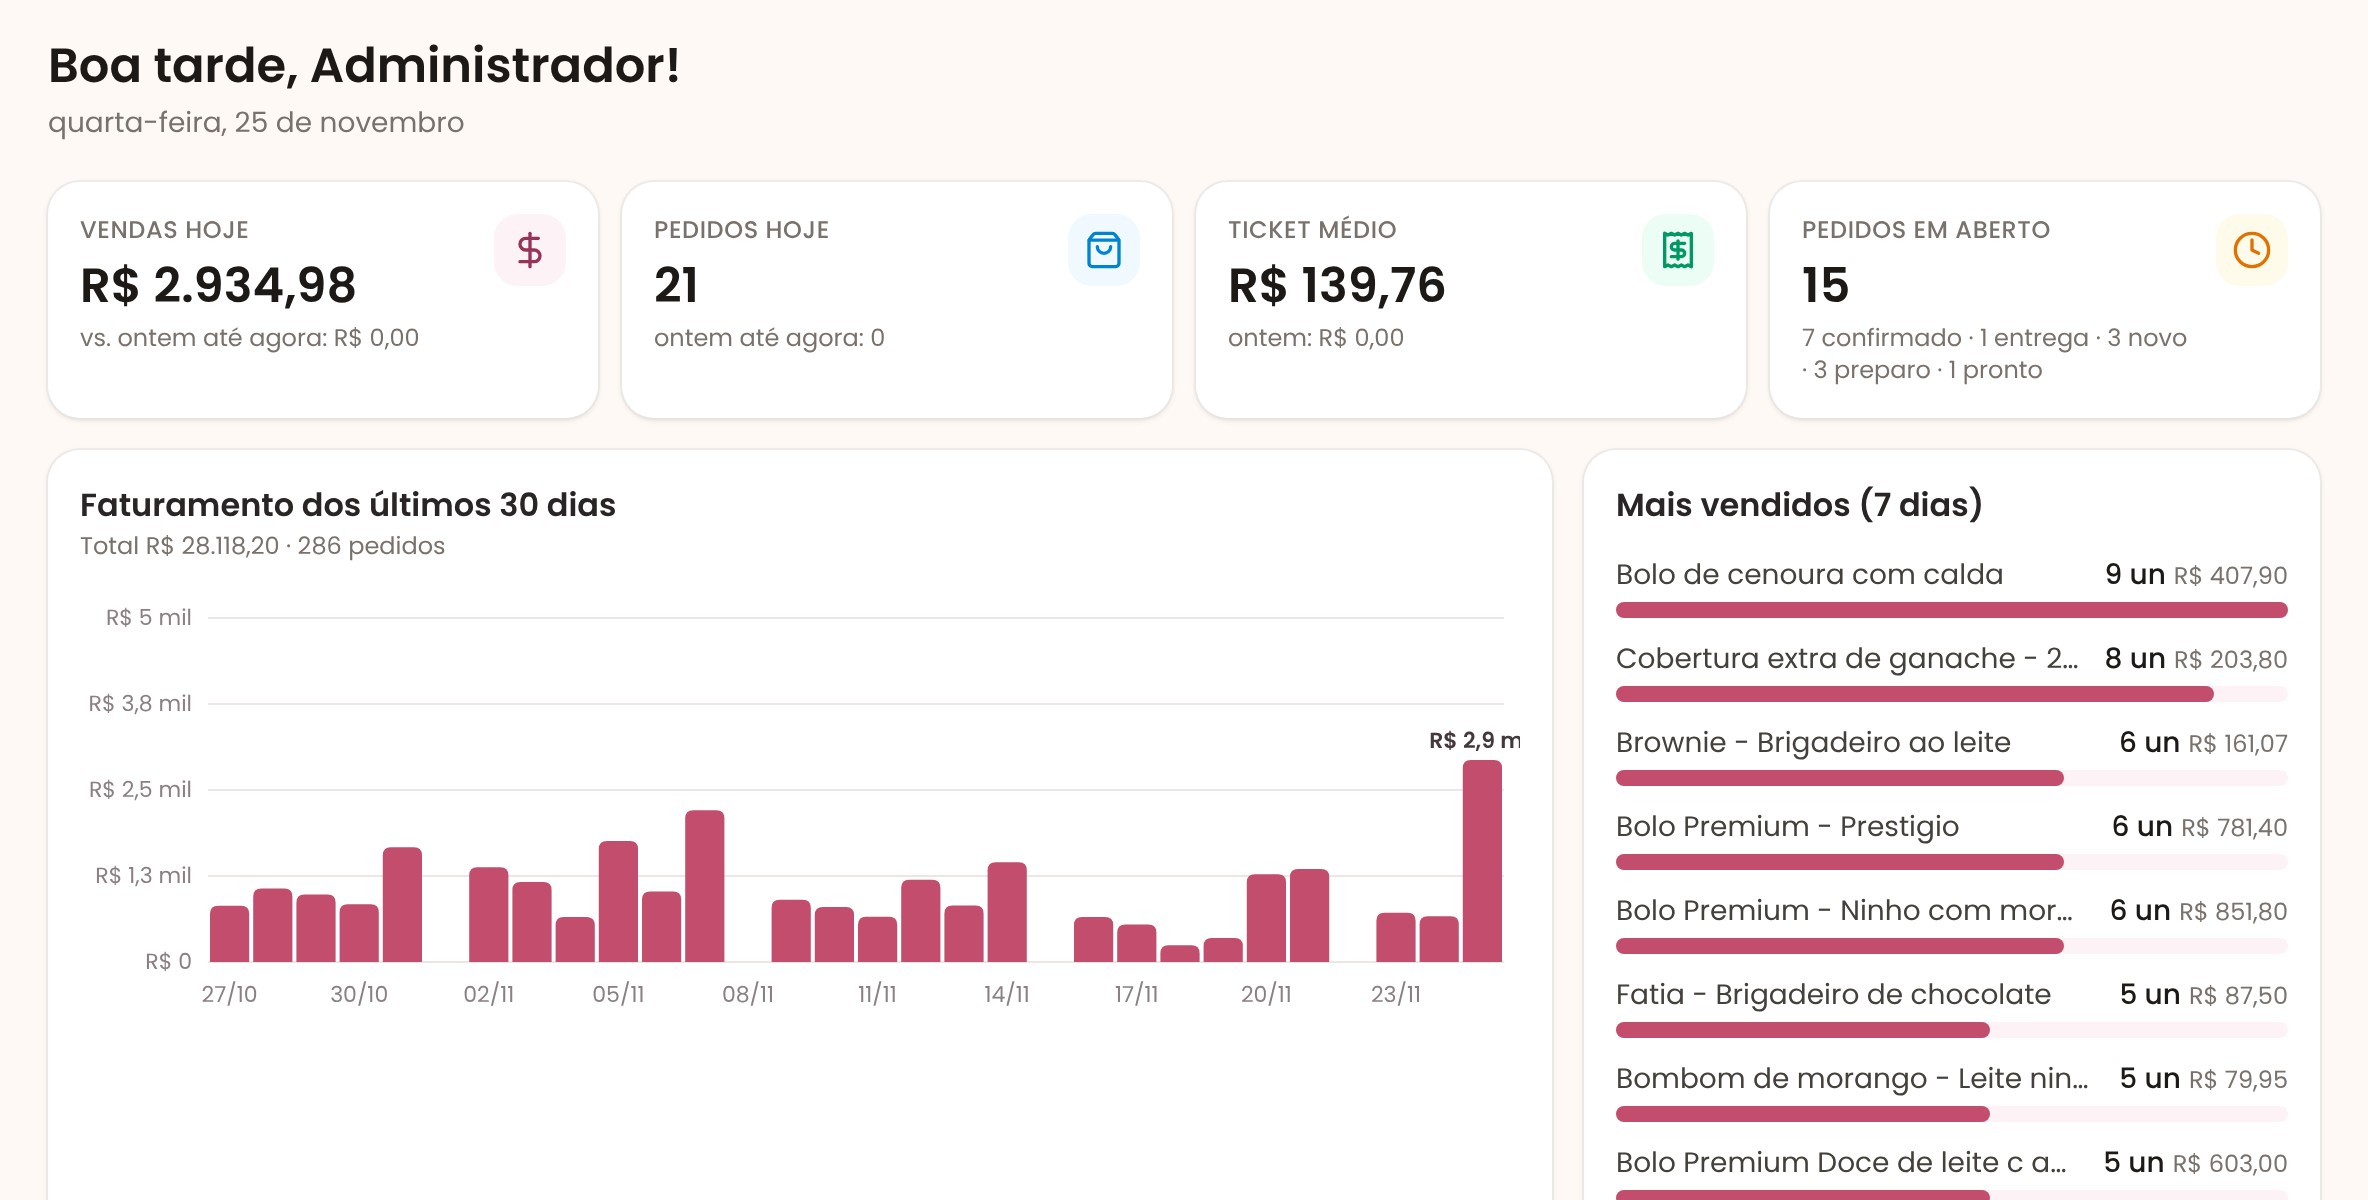 Boa tarde, Administrador!
quarta-feira, 25 de novembro
VENDAS HOJE
R$ 2.934,98
vs. ontem até agora: R$ 0,00
PEDIDOS HOJE
21
ontem até agora: 0
TICKET MÉDIO
R$ 139,76
ontem: R$ 0,00
PEDIDOS EM ABERTO
15
7 confirmado · 1 entrega · 3 novo
· 3 preparo · 1 pronto
Faturamento dos últimos 30 dias
Total R$ 28.118,20 · 286 pedidos
R$ 5 mil
R$ 3,8 mil
R$ 2,9 m
R$ 2,5 mil
R$ 1,3 mil
R$ 0
27/10 30/10 02/11 05/11 08/11 11/11 14/11 17/11 20/11 23/11
Mais vendidos (7 dias)
Bolo de cenoura com calda 9 un R$ 407,90
Cobertura extra de ganache - 2... 8 un R$ 203,80
Brownie - Brigadeiro ao leite 6 un R$ 161,07
Bolo Premium - Prestigio 6 un R$ 781,40
Bolo Premium - Ninho com mor... 6 un R$ 851,80
Fatia - Brigadeiro de chocolate 5 un R$ 87,50
Bombom de morango - Leite nin... 5 un R$ 79,95
Bolo Premium Doce de leite c a... 5 un R$ 603,00